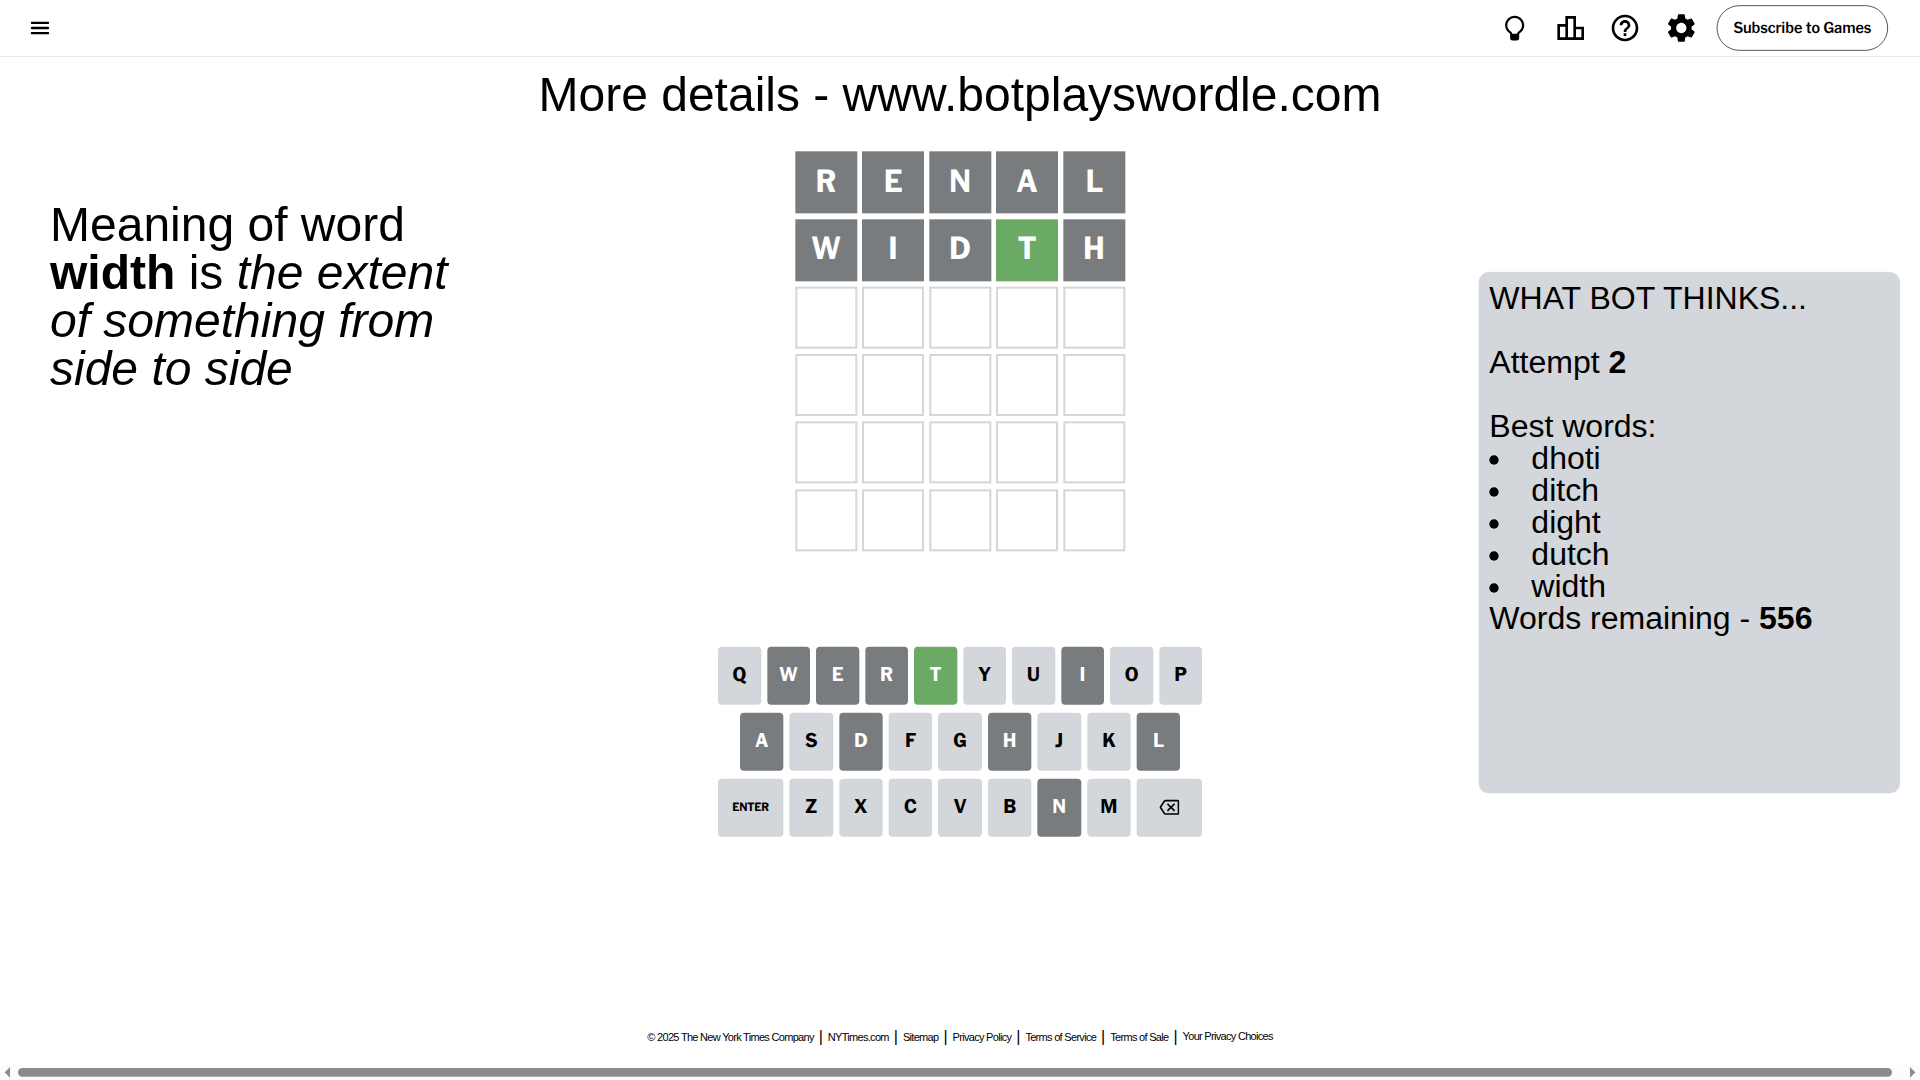 Subscribe to Games
More details - www.botplayswordle.com
Meaning of word
width is the extent
of something from
side to side
R E N A L
W I D T H
WHAT BOT THINKS...
Attempt 2
Best words:
• dhoti
• ditch
• dight
• dutch
• width
Words remaining - 556
Q W E R T Y U I O P
A S D F G H J K L
ENTER Z X C V B N M
© 2025 The New York Times Company | NYTimes.com | Sitemap | Privacy Policy | Terms of Service | Terms of Sale | Your Privacy Choices